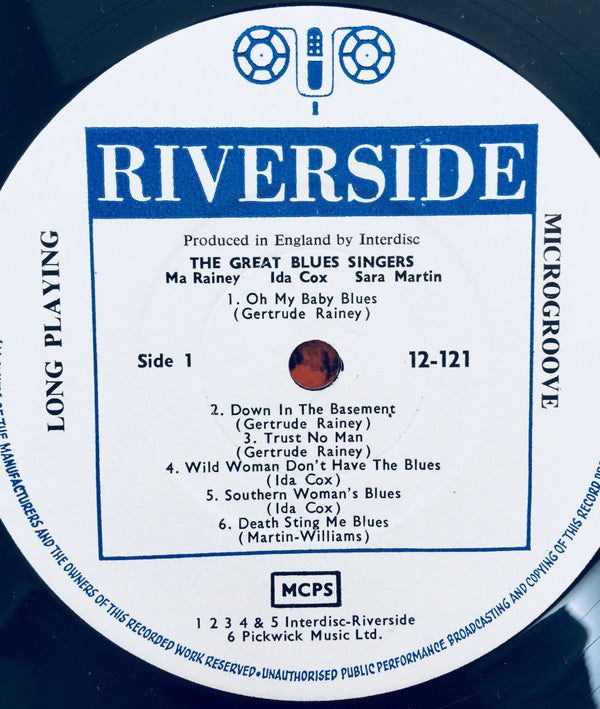 RIVERSIDE
Produced in England by Interdisc
THE GREAT BLUES SINGERS
Ma Rainey Ida Cox Sara Martin
1. Oh My Baby Blues
(Gertrude Rainey)
Side 1
12-121
2. Down In The Basement
(Gertrude Rainey)
3. Trust No Man
(Gertrude Rainey)
4. Wild Woman Don't Have The Blues
(Ida Cox)
5. Southern Woman's Blues
(Ida Cox)
6. Death Sting Me Blues
(Martin-Williams)
LONG PLAYING
MICROGROOVE
MCPS
1 2 3 4 & 5 Interdisc-Riverside
6 Pickwick Music Ltd.
OF THE MANUFACTURERS AND THE OWNERS OF THIS RECORDED WORK RESERVED•UNAUTHORISED PUBLIC PERFORMANCE BROADCASTING AND COPYING OF THIS RECORD